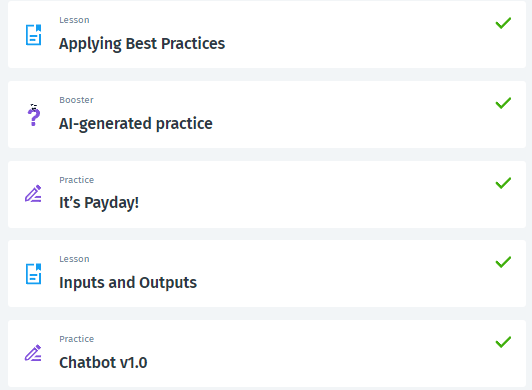 Lesson
Applying Best Practices
Booster
AI-generated practice
Practice
It's Payday!
Lesson
Inputs and Outputs
Practice
Chatbot v1.0